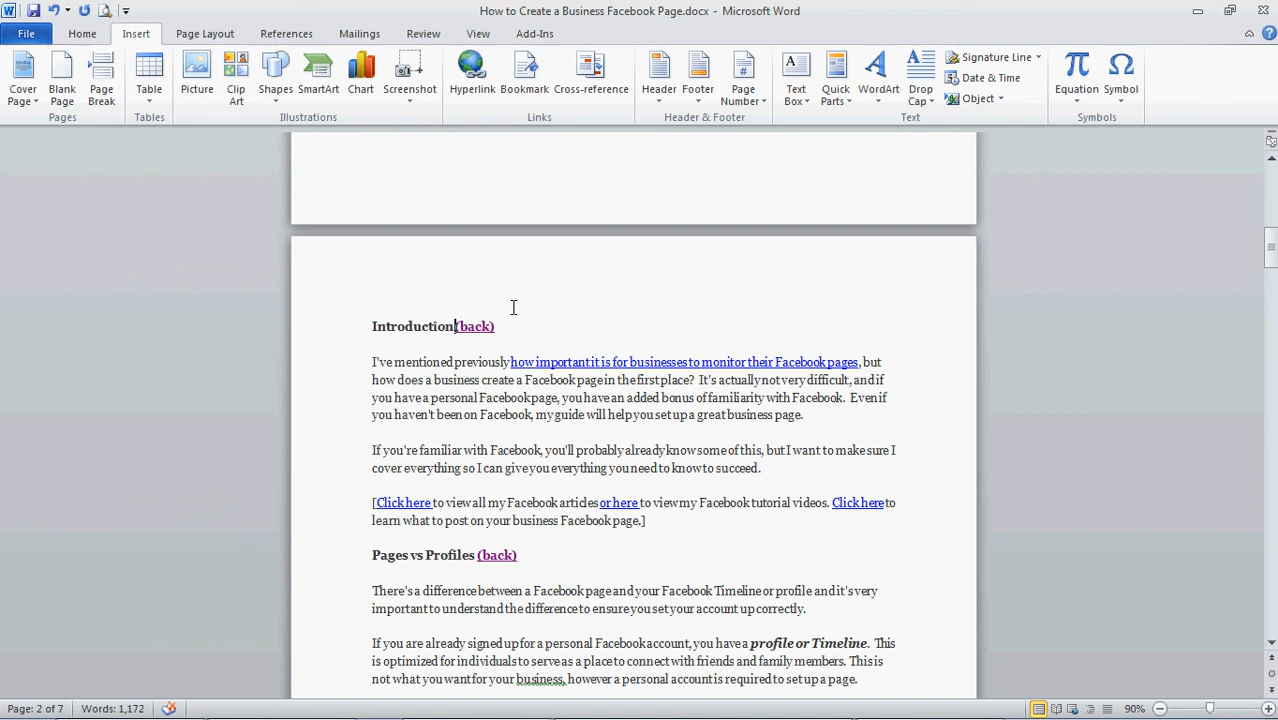 How to Create a Business Facebook Page.docx - Microsoft Word
File Home Insert Page Layout References Mailings Review View Add-Ins
Cover Page Blank Page Page Break Table Picture Clip Art Shapes SmartArt Chart Screenshot Hyperlink Bookmark Cross-reference Header Footer Page Number Text Box Quick Parts WordArt Drop Cap Signature Line Date & Time Object Equation Symbol
Pages Tables Illustrations Links Header & Footer Text Symbols
Introduction(back)
I've mentioned previously how important it is for businesses to monitor their Facebook pages, but
how does a business create a Facebook page in the first place? It's actually not very difficult, and if
you have a personal Facebook page, you have an added bonus of familiarity with Facebook. Even if
you haven't been on Facebook, my guide will help you set up a great business page.
If you're familiar with Facebook, you'll probably already know some of this, but I want to make sure I
cover everything so I can give you everything you need to know to succeed.
[Click here to view all my Facebook articles or here to view my Facebook tutorial videos. Click here to
learn what to post on your business Facebook page.]
Pages vs Profiles (back)
There's a difference between a Facebook page and your Facebook Timeline or profile and it's very
important to understand the difference to ensure you set your account up correctly.
If you are already signed up for a personal Facebook account, you have a profile or Timeline. This
is optimized for individuals to serve as a place to connect with friends and family members. This is
not what you want for your business, however a personal account is required to set up a page.
Page: 2 of 7 Words: 1,172 90%